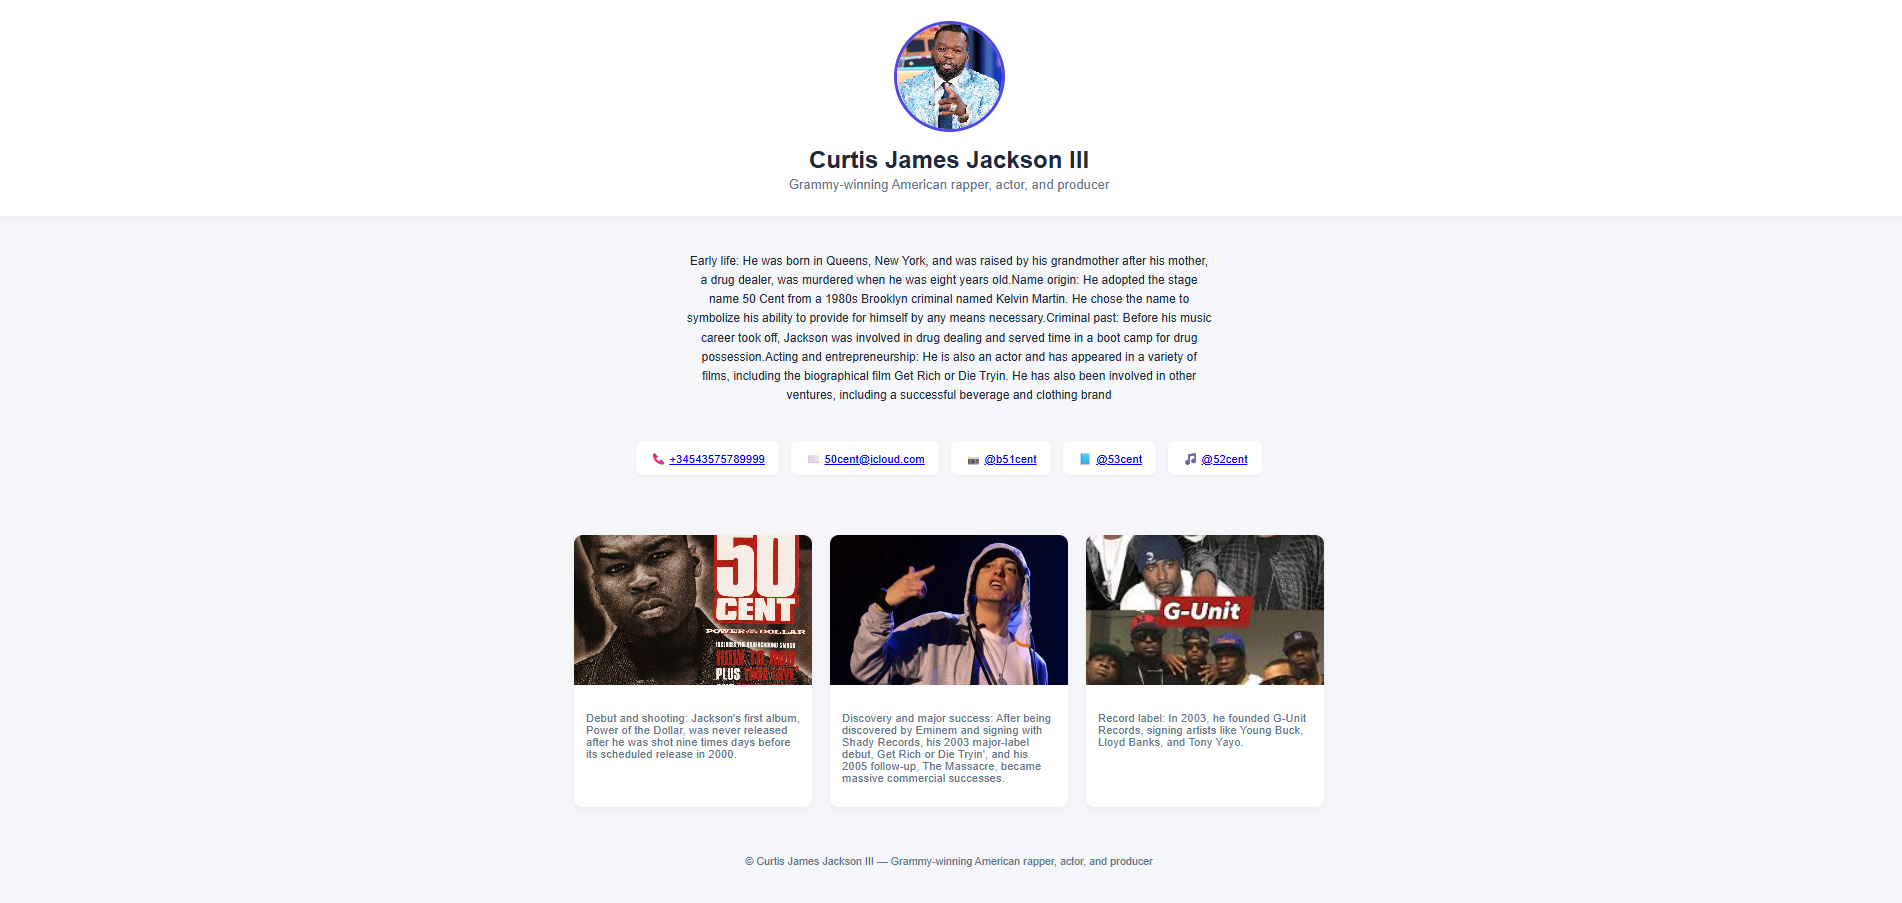 Curtis James Jackson III
Grammy-winning American rapper, actor, and producer
Early life: He was born in Queens, New York, and was raised by his grandmother after his mother,
a drug dealer, was murdered when he was eight years old.Name origin: He adopted the stage
name 50 Cent from a 1980s Brooklyn criminal named Kelvin Martin. He chose the name to
symbolize his ability to provide for himself by any means necessary.Criminal past: Before his music
career took off, Jackson was involved in drug dealing and served time in a boot camp for drug
possession.Acting and entrepreneurship: He is also an actor and has appeared in a variety of
films, including the biographical film Get Rich or Die Tryin. He has also been involved in other
ventures, including a successful beverage and clothing brand
+34543575789999
50cent@icloud.com
@b51cent
@53cent
@52cent
50
CENT
POWER OF THE DOLLAR
INCLUDES THE UNDERGROUND SMASH
HOW TO ROB
PLUS THUG LOVE
G-Unit
Debut and shooting: Jackson's first album,
Power of the Dollar, was never released
after he was shot nine times days before
its scheduled release in 2000.
Discovery and major success: After being
discovered by Eminem and signing with
Shady Records, his 2003 major-label
debut, Get Rich or Die Tryin', and his
2005 follow-up, The Massacre, became
massive commercial successes.
Record label: In 2003, he founded G-Unit
Records, signing artists like Young Buck,
Lloyd Banks, and Tony Yayo.
© Curtis James Jackson III — Grammy-winning American rapper, actor, and producer